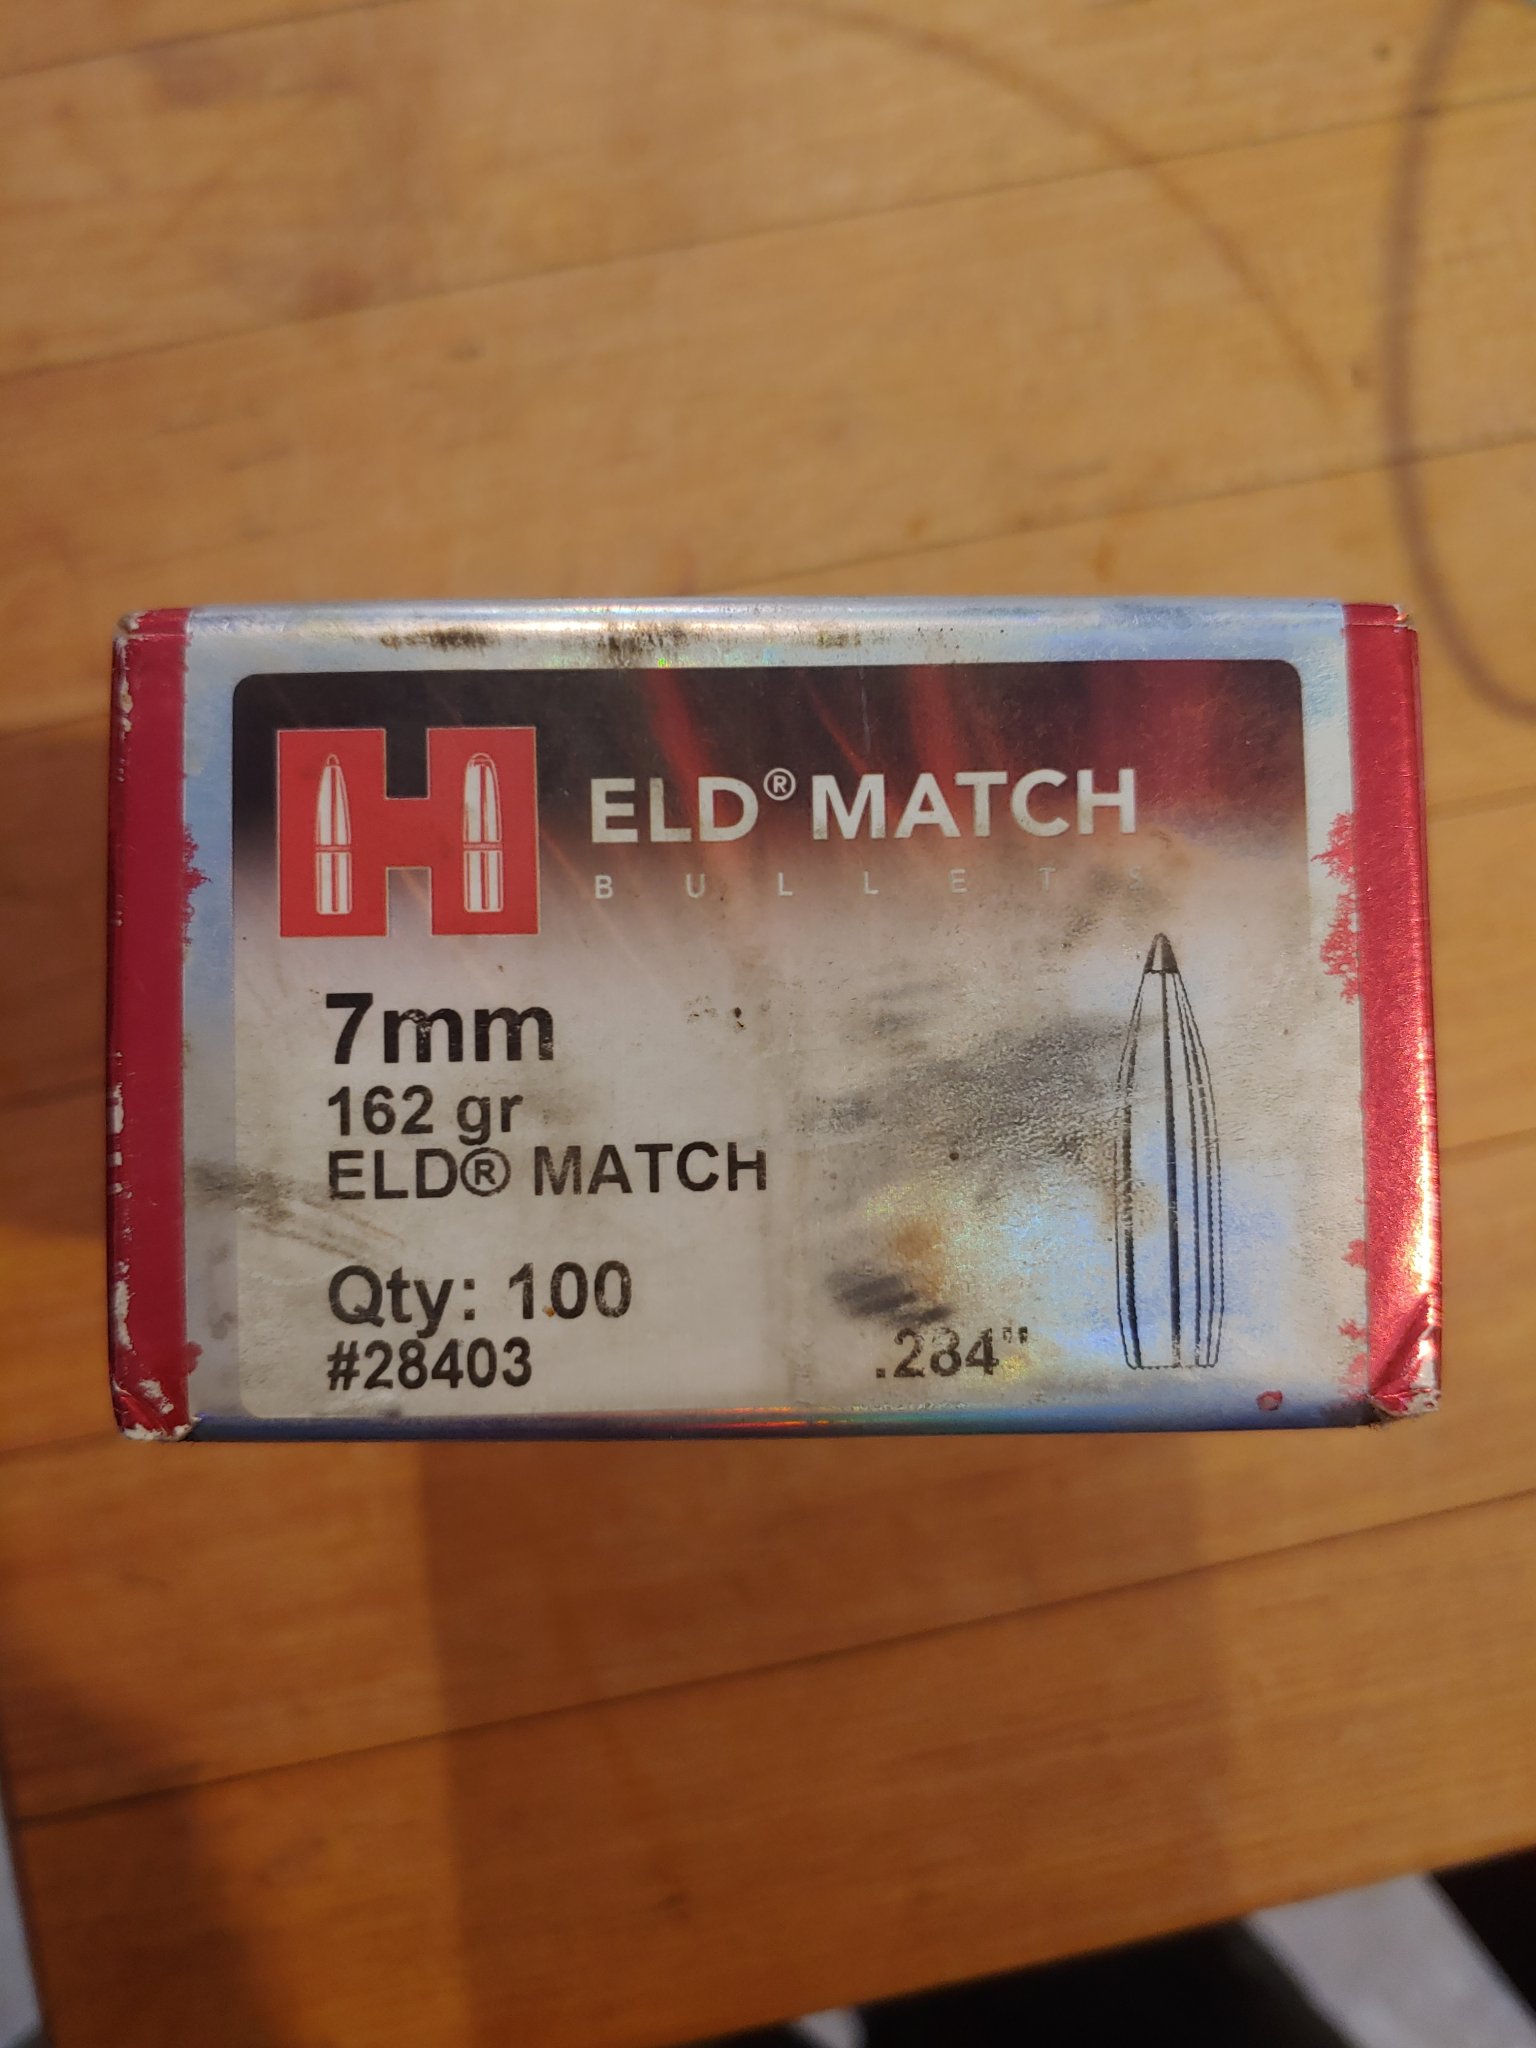 H
ELD® MATCH
BULLETS
7mm
162 gr
ELD® MATCH
Qty: 100
#28403
.284"